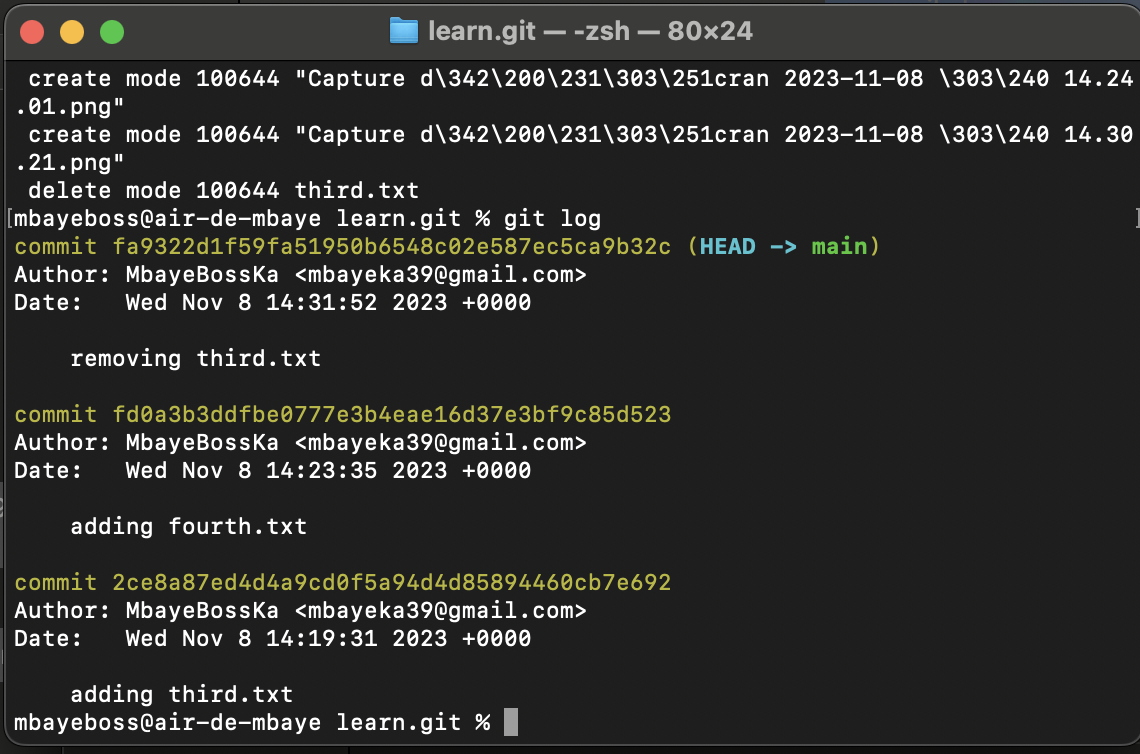 learn.git — -zsh — 80×24
create mode 100644 "Capture d\342\200\231\303\251cran 2023-11-08 \303\240 14.24
.01.png"
create mode 100644 "Capture d\342\200\231\303\251cran 2023-11-08 \303\240 14.30
.21.png"
delete mode 100644 third.txt
[mbayeboss@air-de-mbaye learn.git % git log ]
commit fa9322d1f59fa51950b6548c02e587ec5ca9b32c (HEAD -> main)
Author: MbayeBossKa <mbayeka39@gmail.com>
Date:   Wed Nov 8 14:31:52 2023 +0000
removing third.txt
commit fd0a3b3ddfbe0777e3b4eae16d37e3bf9c85d523
Author: MbayeBossKa <mbayeka39@gmail.com>
Date:   Wed Nov 8 14:23:35 2023 +0000
adding fourth.txt
commit 2ce8a87ed4d4a9cd0f5a94d4d85894460cb7e692
Author: MbayeBossKa <mbayeka39@gmail.com>
Date:   Wed Nov 8 14:19:31 2023 +0000
adding third.txt
mbayeboss@air-de-mbaye learn.git %